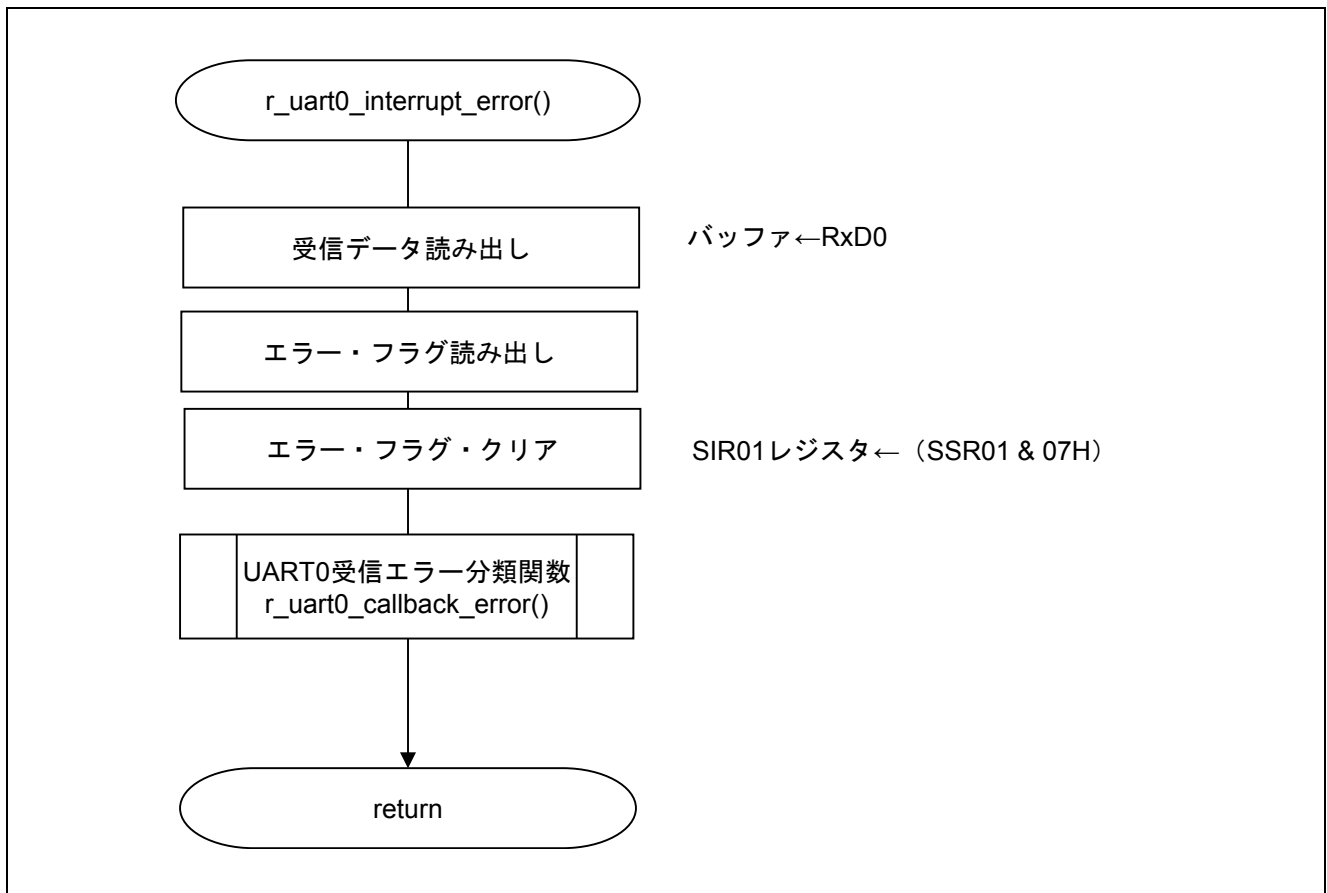 r_uart0_interrupt_error()
受信データ読み出し
バッファ←RxD0
エラー・フラグ読み出し
エラー・フラグ・クリア
SIR01レジスタ←（SSR01 & 07H）
UART0受信エラー分類関数
r_uart0_callback_error()
return